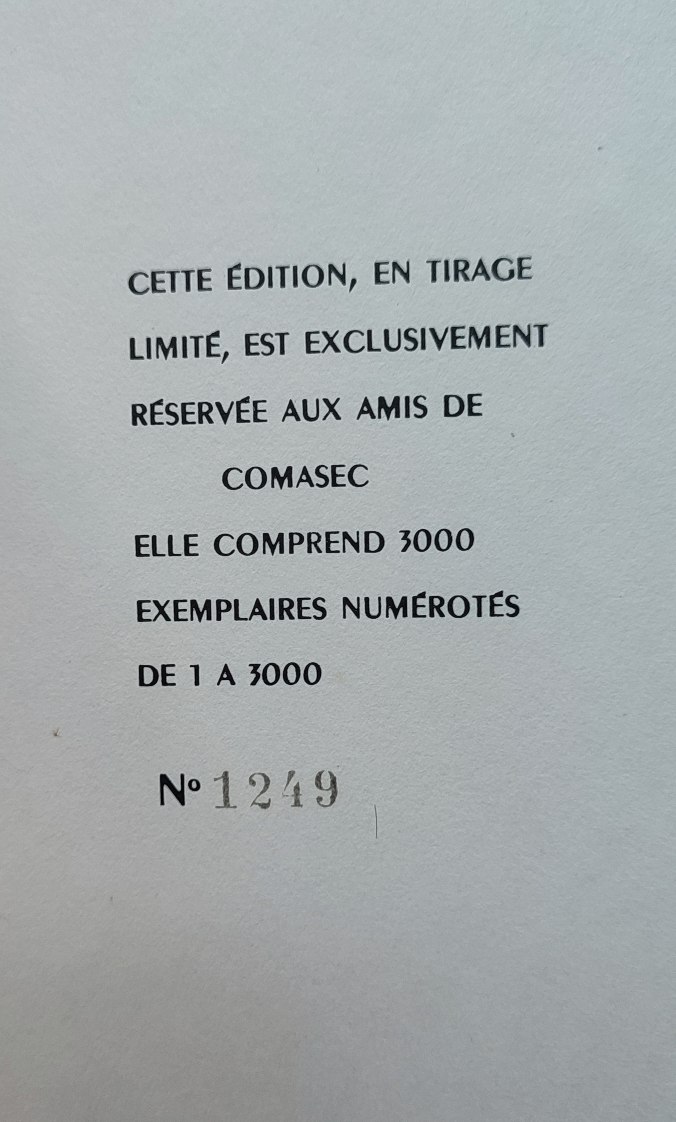 CETTE ÉDITION, EN TIRAGE
LIMITÉ, EST EXCLUSIVEMENT
RÉSERVÉE AUX AMIS DE
COMASEC
ELLE COMPREND 3000
EXEMPLAIRES NUMÉROTÉS
DE 1 A 3000
Nº 1249